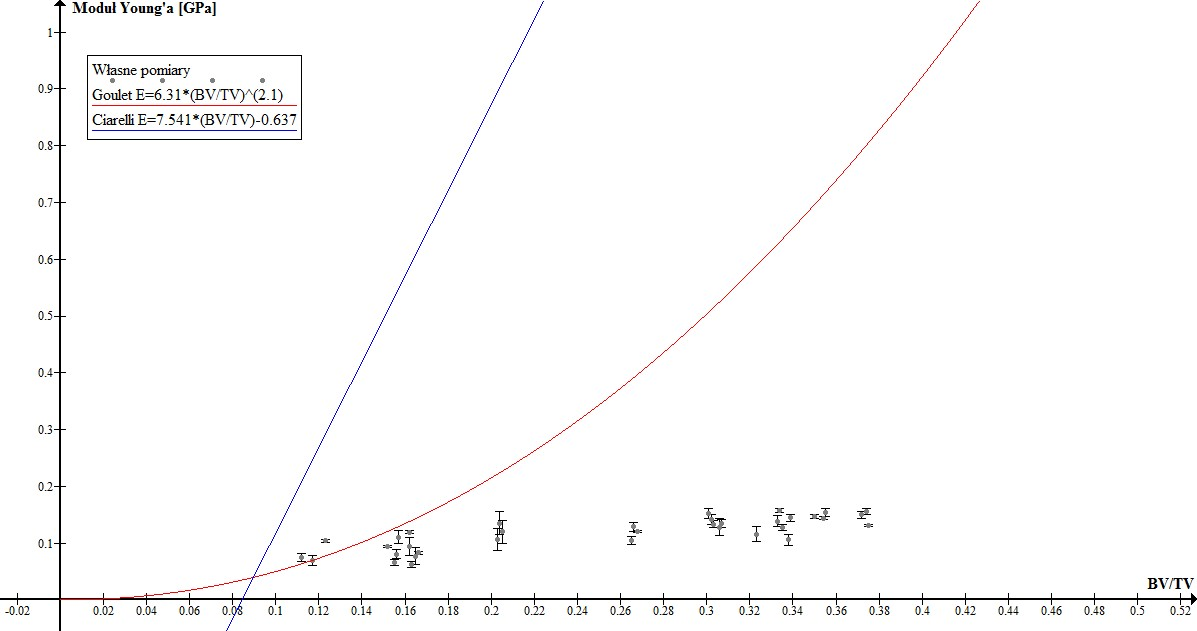 Moduł Young'a [GPa]
1
Własne pomiary
0.9
Goulet E=6.31*(BV/TV)^(2.1)
Ciarelli E=7.541*(BV/TV)-0.637
0.8
0.7
0.6
0.5
0.4
0.3
0.2
0.1
BV/TV
-0.02 0.02 0.04 0.06 0.08 0.1 0.12 0.14 0.16 0.18 0.2 0.22 0.24 0.26 0.28 0.3 0.32 0.34 0.36 0.38 0.4 0.42 0.44 0.46 0.48 0.5 0.52